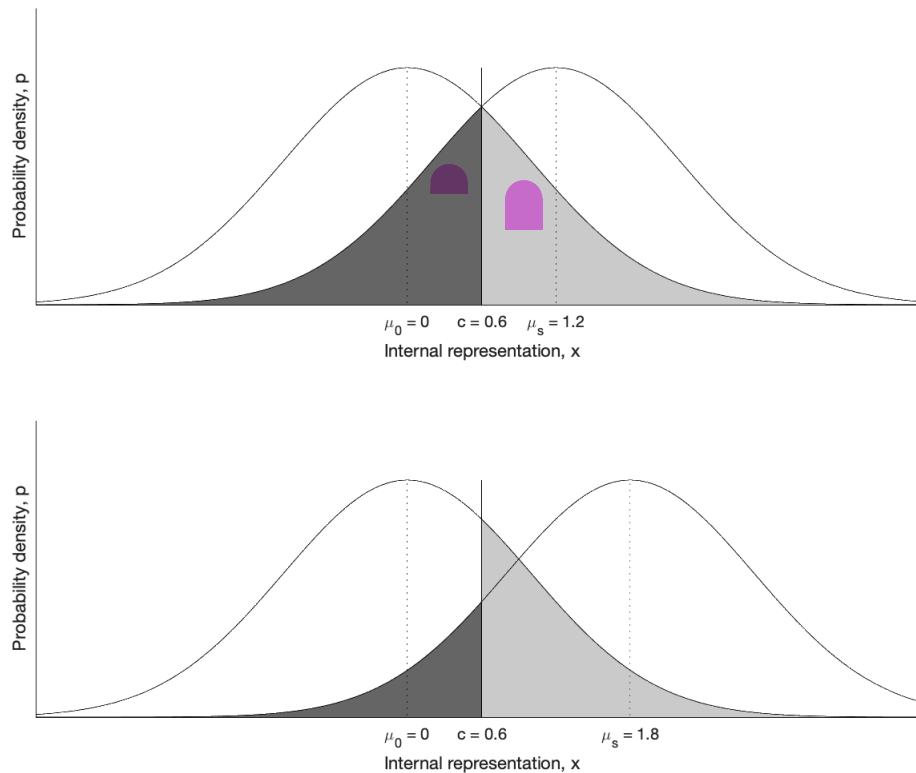 Probability density, p
μ₀ = 0 c = 0.6 μₛ = 1.2
Internal representation, x
Probability density, p
μ₀ = 0 c = 0.6 μₛ = 1.8
Internal representation, x